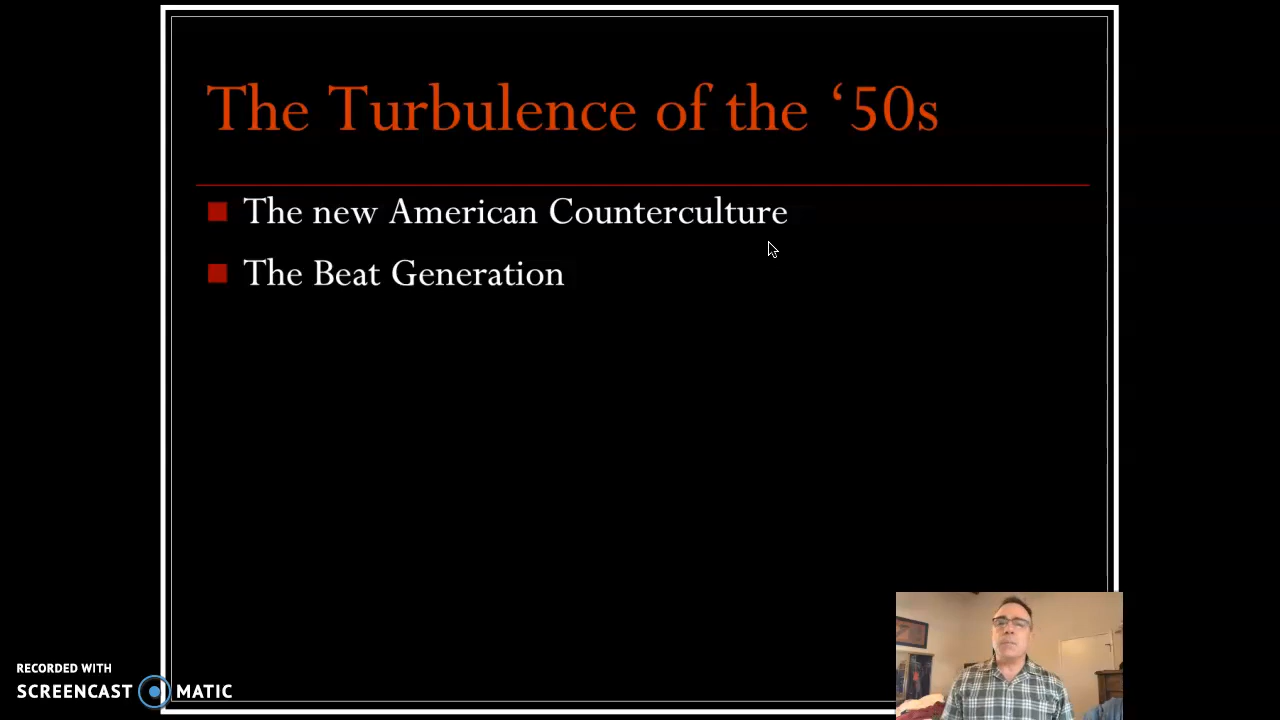 The Turbulence of the ‘50s
The new American Counterculture
The Beat Generation
RECORDED WITH
SCREENCAST MATIC